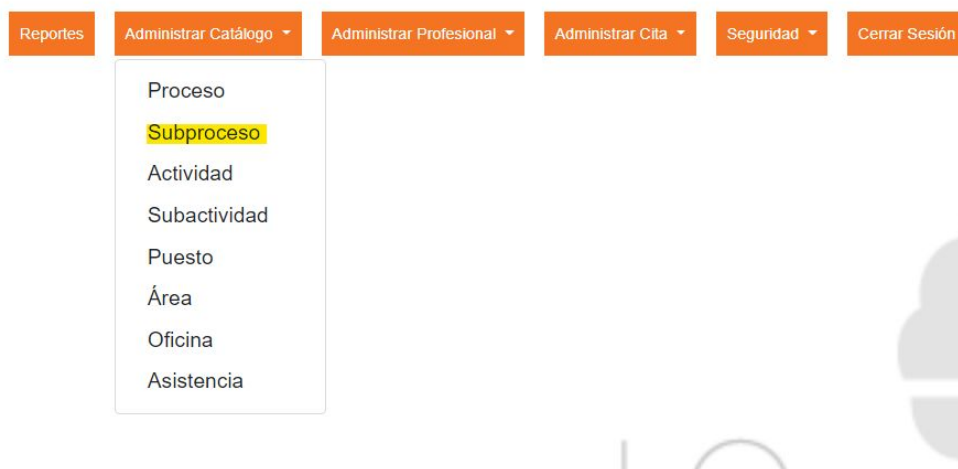 Reportes Administrar Catálogo Administrar Profesional Administrar Cita Seguridad Cerrar Sesión
Proceso
Subproceso
Actividad
Subactividad
Puesto
Área
Oficina
Asistencia